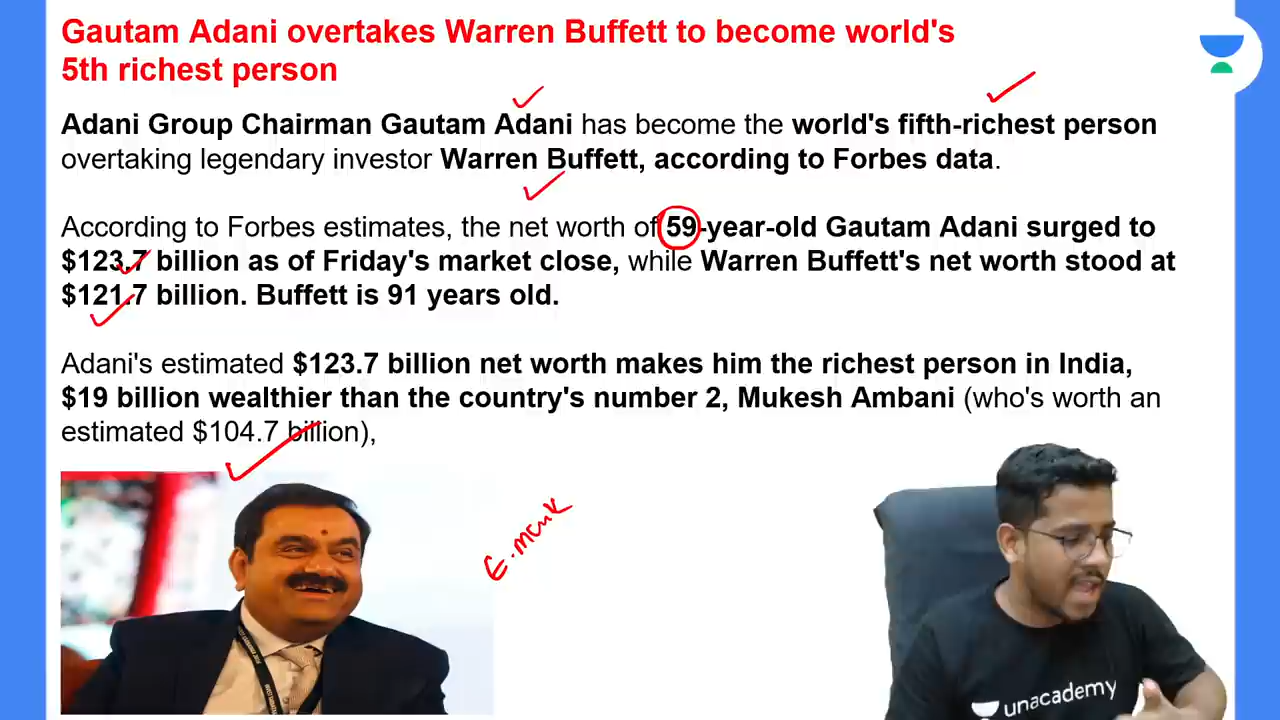 Gautam Adani overtakes Warren Buffett to become world's
5th richest person
Adani Group Chairman Gautam Adani has become the world's fifth-richest person
overtaking legendary investor Warren Buffett, according to Forbes data.
According to Forbes estimates, the net worth of 59-year-old Gautam Adani surged to
$123.7 billion as of Friday's market close, while Warren Buffett's net worth stood at
$121.7 billion. Buffett is 91 years old.
Adani's estimated $123.7 billion net worth makes him the richest person in India,
$19 billion wealthier than the country's number 2, Mukesh Ambani (who's worth an
estimated $104.7 billion),
E. monk
unacademy